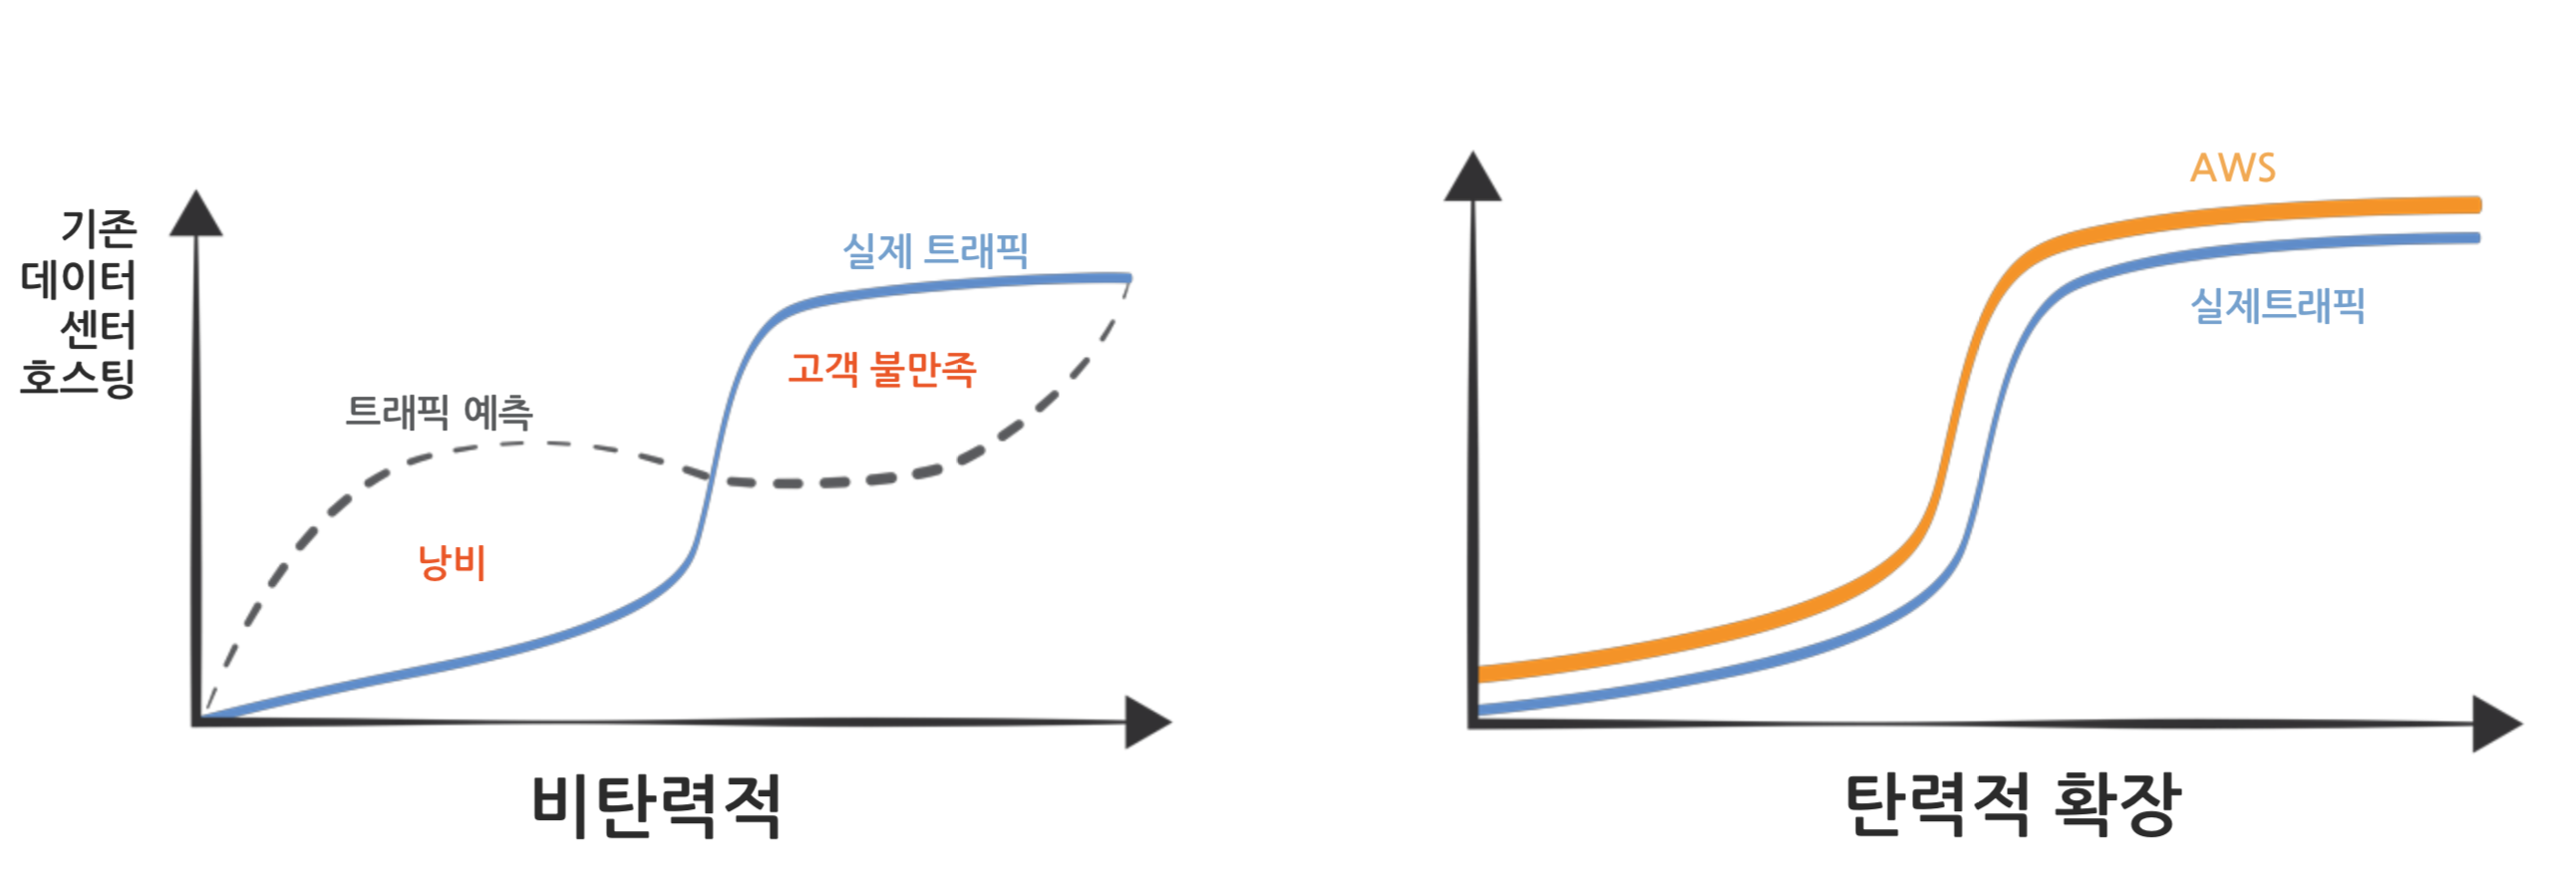 기존
데이터
센터
호스팅
실제 트래픽
고객 불만족
트래픽 예측
낭비
비탄력적
AWS
실제트래픽
탄력적 확장